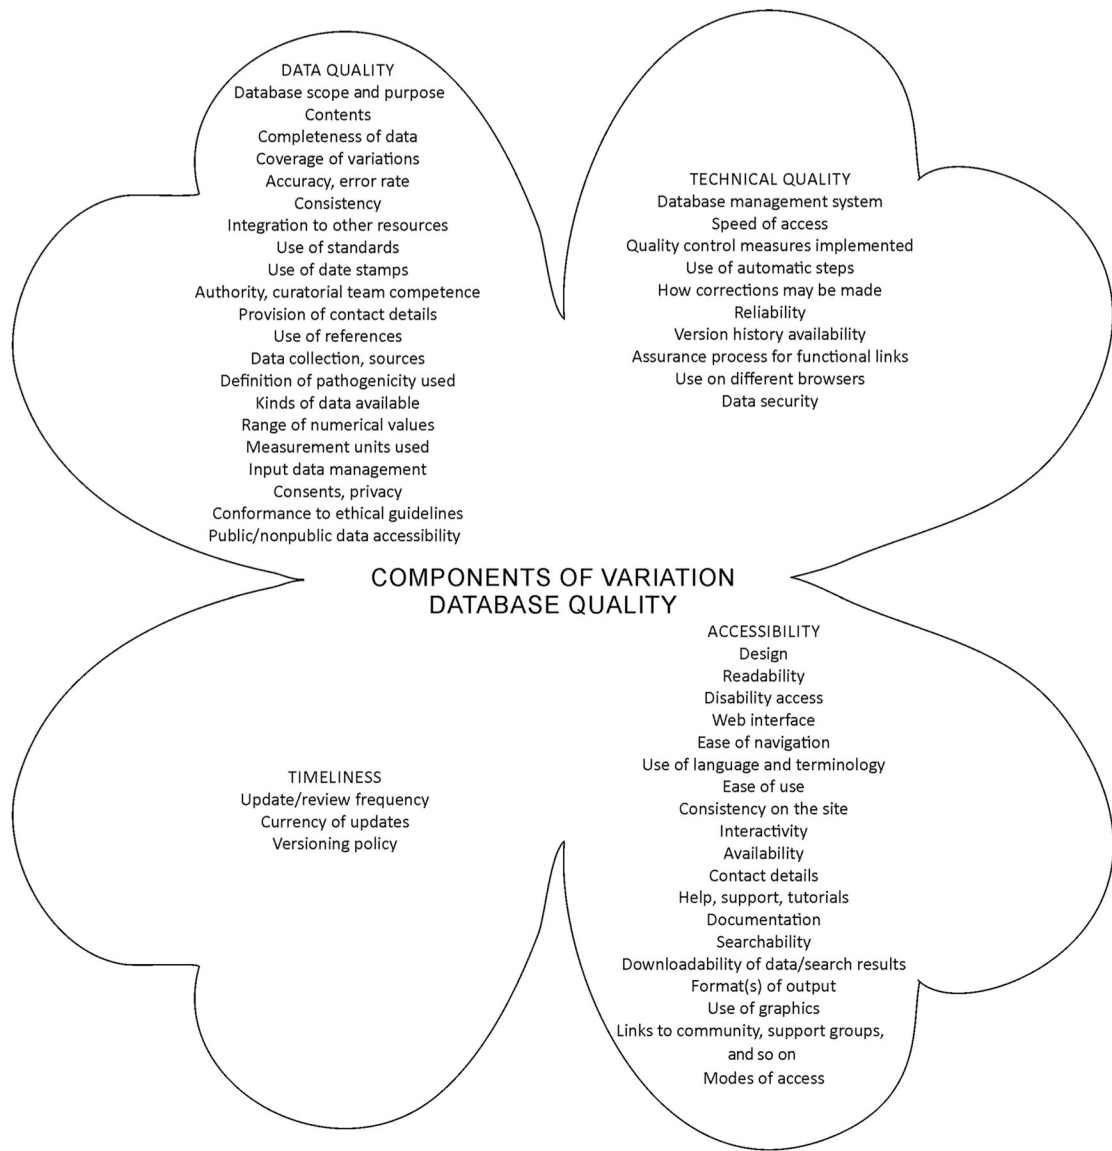 DATA QUALITY
Database scope and purpose
Contents
Completeness of data
Coverage of variations
Accuracy, error rate
Consistency
Integration to other resources
Use of standards
Use of date stamps
Authority, curatorial team competence
Provision of contact details
Use of references
Data collection, sources
Definition of pathogenicity used
Kinds of data available
Range of numerical values
Measurement units used
Input data management
Consents, privacy
Conformance to ethical guidelines
Public/nonpublic data accessibility
TECHNICAL QUALITY
Database management system
Speed of access
Quality control measures implemented
Use of automatic steps
How corrections may be made
Reliability
Version history availability
Assurance process for functional links
Use on different browsers
Data security
COMPONENTS OF VARIATION
DATABASE QUALITY
TIMELINESS
Update/review frequency
Currency of updates
Versioning policy
ACCESSIBILITY
Design
Readability
Disability access
Web interface
Ease of navigation
Use of language and terminology
Ease of use
Consistency on the site
Interactivity
Availability
Contact details
Help, support, tutorials
Documentation
Searchability
Downloadability of data/search results
Format(s) of output
Use of graphics
Links to community, support groups,
and so on
Modes of access